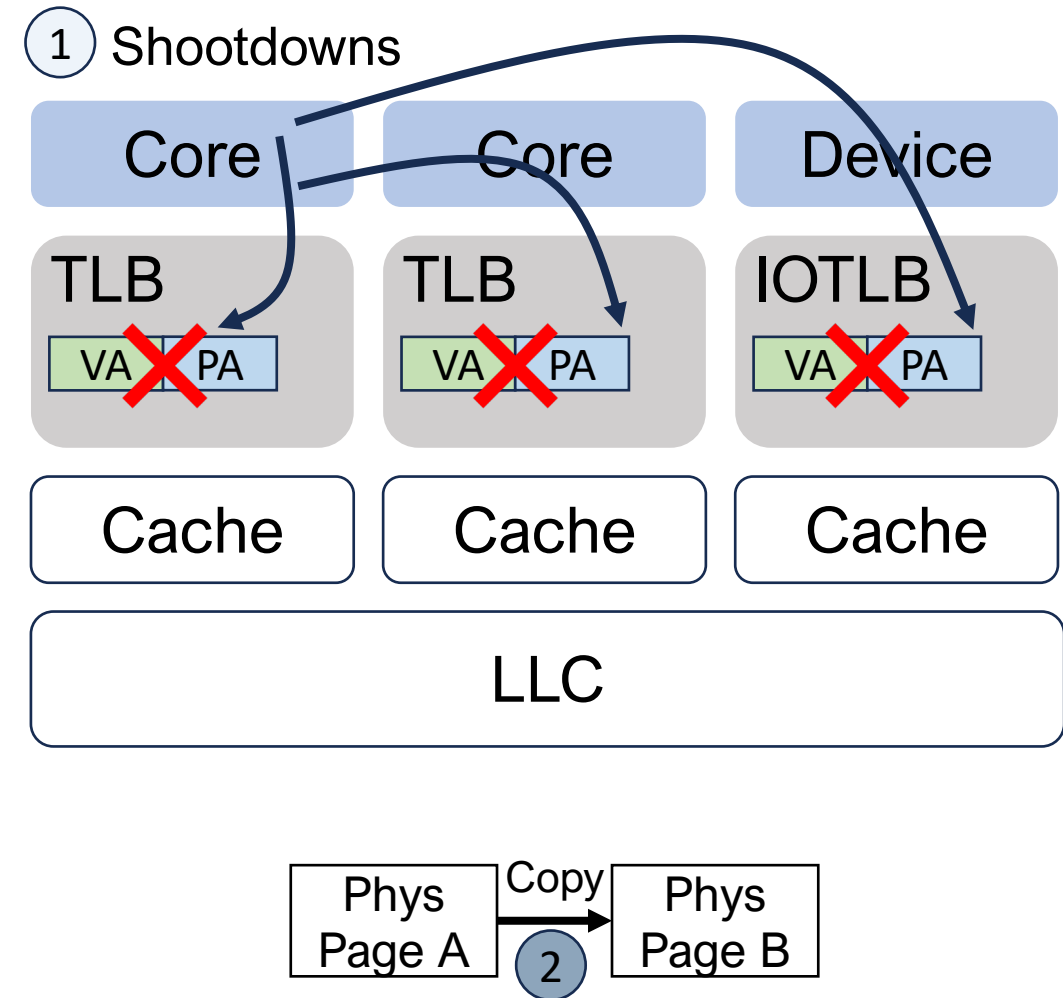 1 Shootdowns
Core Core Device
TLB TLB IOTLB
VA PA VA PA VA PA
Cache Cache Cache
LLC
Copy
Phys Phys
Page A Page B
2